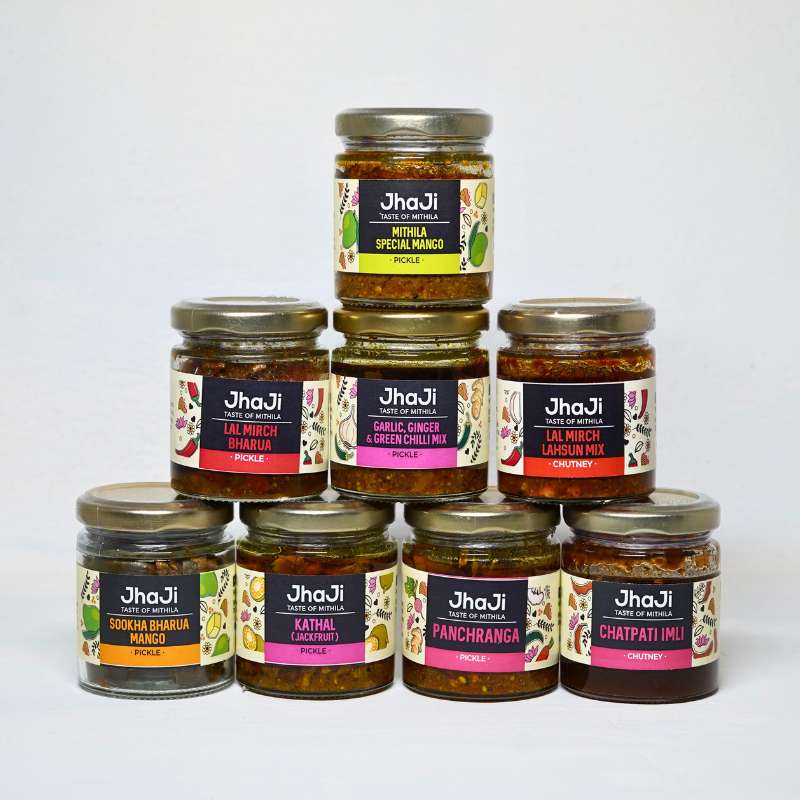 JhaJi
TASTE OF MITHILA
MITHILA
SPECIAL MANGO
· PICKLE ·
JhaJi
TASTE OF MITHILA
LAL MIRCH
BHARUA
· PICKLE ·
JhaJi
TASTE OF MITHILA
GARLIC, GINGER
& GREEN CHILLI MIX
· PICKLE ·
JhaJi
TASTE OF MITHILA
LAL MIRCH
LAHSUN MIX
· CHUTNEY ·
JhaJi
TASTE OF MITHILA
SOOKHA BHARUA
MANGO
· PICKLE ·
JhaJi
TASTE OF MITHILA
KATHAL
(JACKFRUIT)
· PICKLE ·
JhaJi
TASTE OF MITHILA
PANCHRANGA
· PICKLE ·
JhaJi
TASTE OF MITHILA
CHATPATI IMLI
· CHUTNEY ·